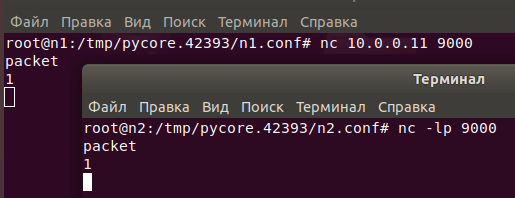 Файл Правка Вид Поиск Терминал Справка
root@n1:/tmp/pycore.42393/n1.conf# nc 10.0.0.11 9000
packet
1
Терминал
Файл Правка Вид Поиск Терминал Справка
root@n2:/tmp/pycore.42393/n2.conf# nc -lp 9000
packet
1